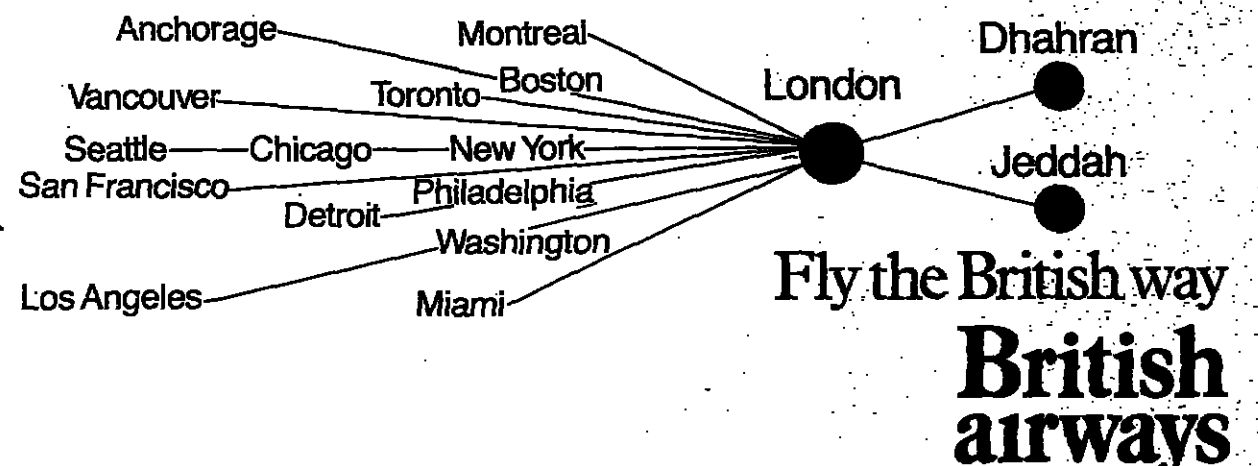 Anchorage
Montreal
Dhahran
Boston
London
Vancouver
Toronto
Seattle
Chicago
New York
Jeddah
San Francisco
Philadelphia
Detroit
Washington
Fly the British way
Los Angeles
Miami
British
airways